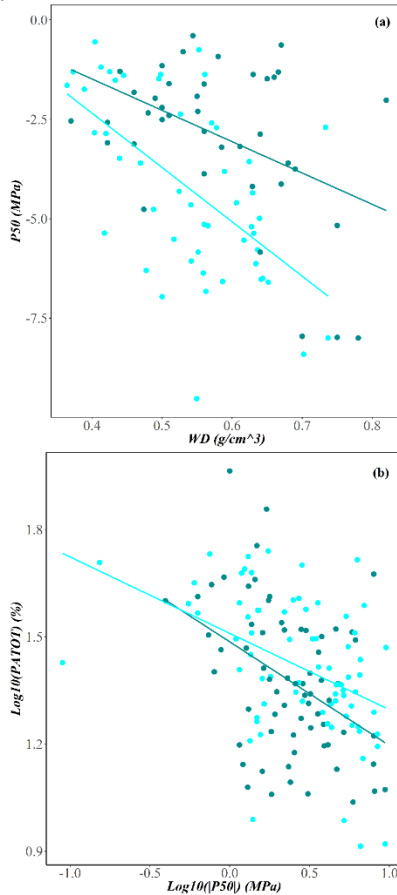 (a)
0.0
-2.5
-5.0
-7.5
P50 (MPa)
0.4 0.5 0.6 0.7 0.8
WD (g/cm^3)
(b)
1.8
1.5
1.2
0.9
Log10(PATOT) (%)
-1.0 -0.5 0.0 0.5 1.0
Log10(|P50|) (MPa)